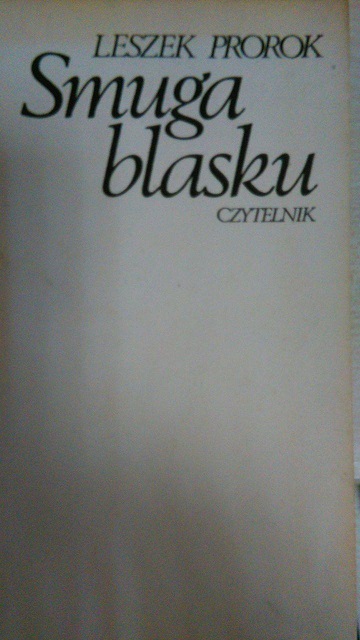 LESZEK PROROK
Smuga
blasku
CZYTELNIK